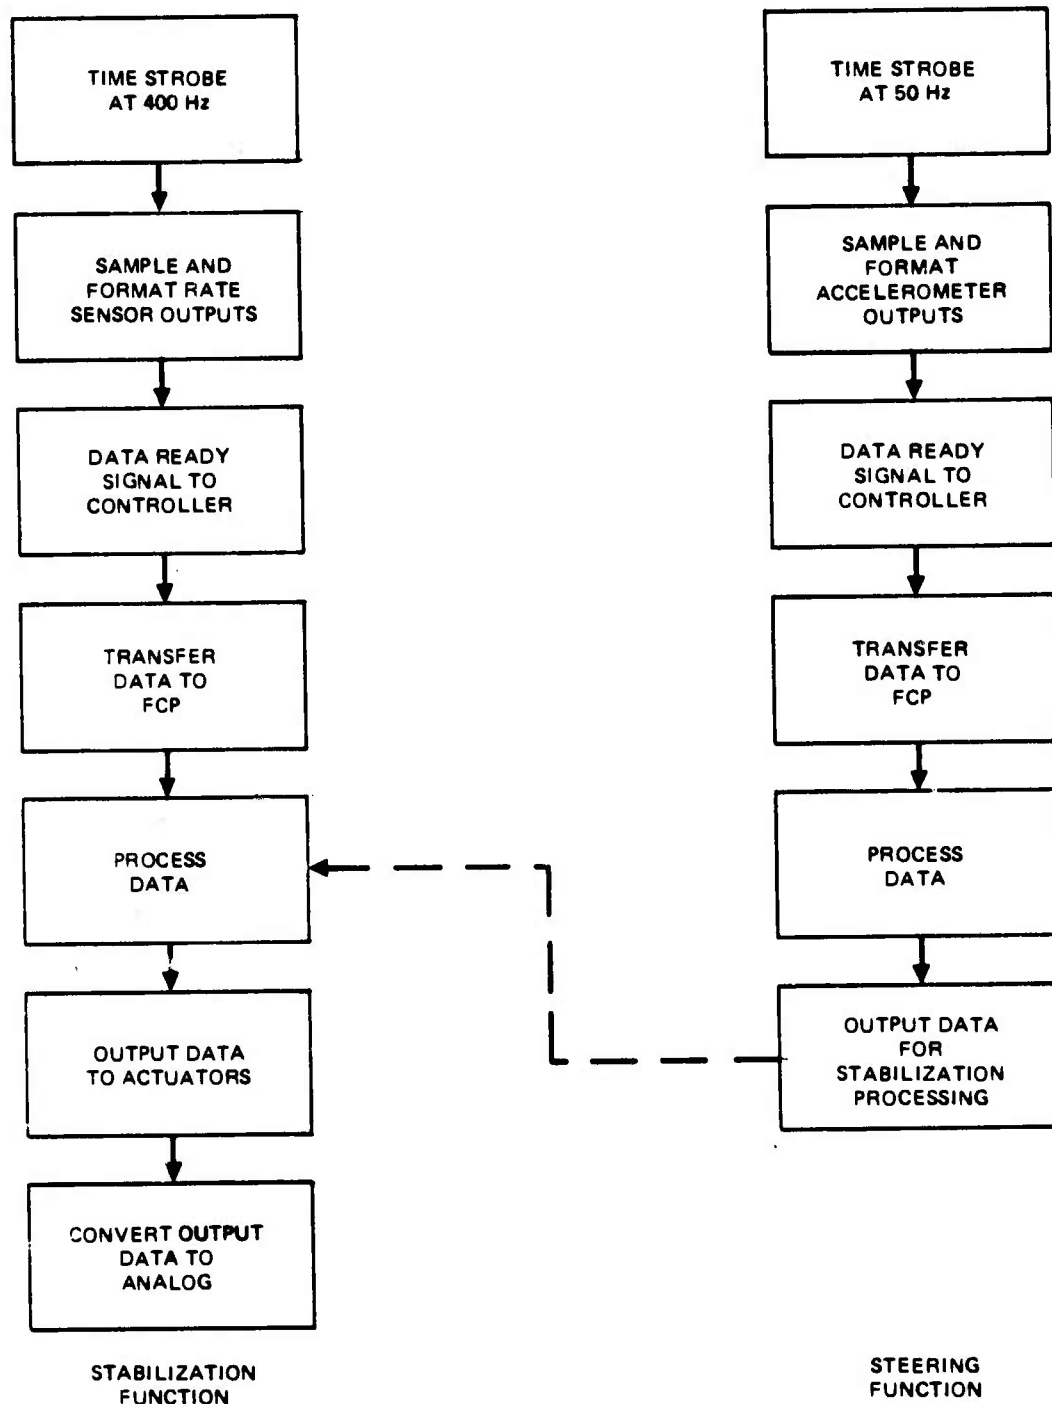 TIME STROBE
AT 400 Hz
SAMPLE AND
FORMAT RATE
SENSOR OUTPUTS
DATA READY
SIGNAL TO
CONTROLLER
TRANSFER
DATA TO
FCP
PROCESS
DATA
OUTPUT DATA
TO ACTUATORS
CONVERT OUTPUT
DATA TO
ANALOG
STABILIZATION
FUNCTION
TIME STROBE
AT 50 Hz
SAMPLE AND
FORMAT
ACCELEROMETER
OUTPUTS
DATA READY
SIGNAL TO
CONTROLLER
TRANSFER
DATA TO
FCP
PROCESS
DATA
OUTPUT DATA
FOR
STABILIZATION
PROCESSING
STEERING
FUNCTION